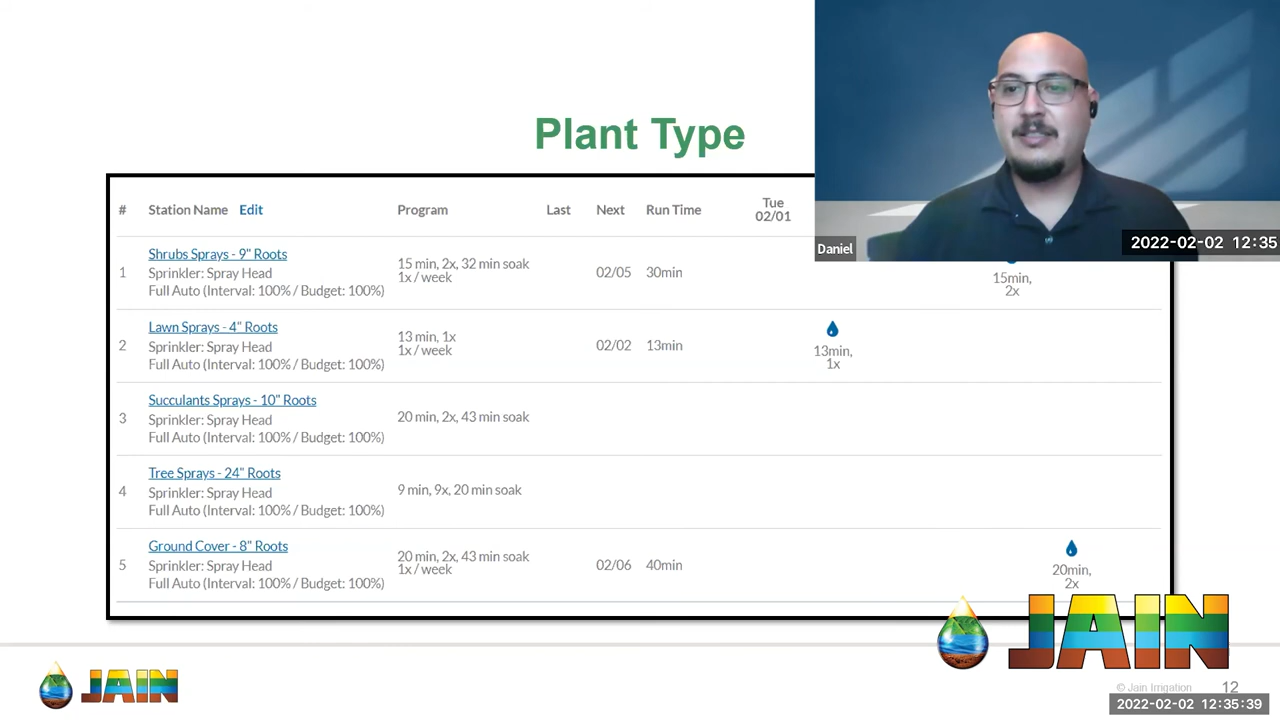 Plant Type
# Station Name Edit Program Last Next Run Time Tue 02/01
Daniel
2022-02-02 12:35
1 Shrubs Sprays - 9" Roots
Sprinkler: Spray Head
Full Auto (Interval: 100% / Budget: 100%)
15 min, 2x, 32 min soak
1x / week
02/05 30min
15min,
2x
2 Lawn Sprays - 4" Roots
Sprinkler: Spray Head
Full Auto (Interval: 100% / Budget: 100%)
13 min, 1x
1x / week
02/02 13min
13min,
1x
3 Succulants Sprays - 10" Roots
Sprinkler: Spray Head
Full Auto (Interval: 100% / Budget: 100%)
20 min, 2x, 43 min soak
4 Tree Sprays - 24" Roots
Sprinkler: Spray Head
Full Auto (Interval: 100% / Budget: 100%)
9 min, 9x, 20 min soak
5 Ground Cover - 8" Roots
Sprinkler: Spray Head
Full Auto (Interval: 100% / Budget: 100%)
20 min, 2x, 43 min soak
1x / week
02/06 40min
20min,
2x
JAIN
JAIN
© Jain Irrigation 12
2022-02-02 12:35:39